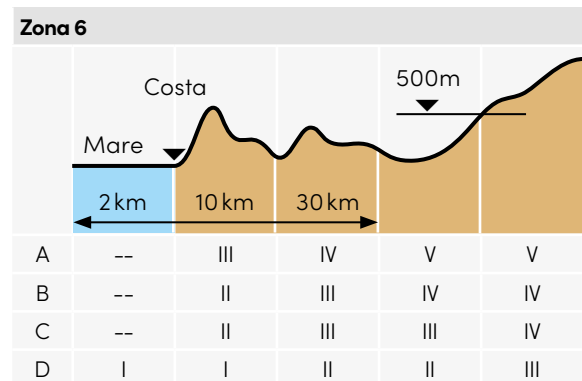 Zona 6
500m
Costa
Mare
2 km 10 km 30 km
A -- III IV V V
B -- II III IV IV
C -- II III III IV
D I I II II III